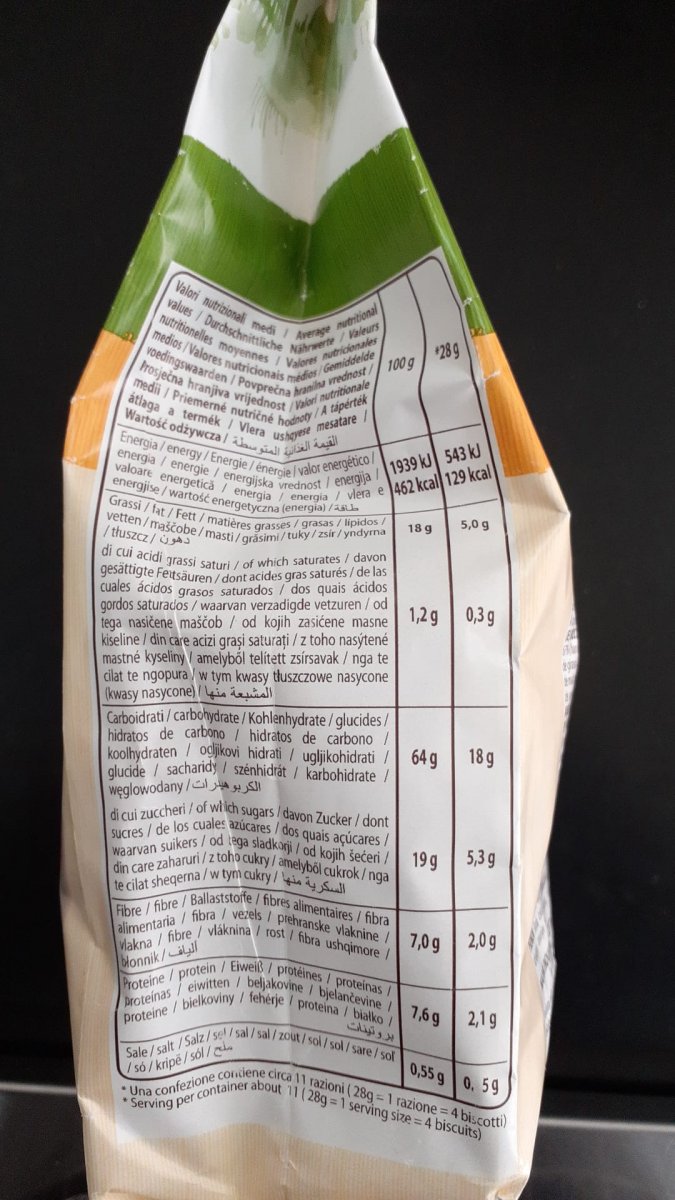 Valori nutrizionali medi / Average nutritional
values / Durchschnittliche Nährwerte / Valeurs
nutritionelles moyennes / Valores nutricionales
medios / Valores nutricionais médios / Gemiddelde
voedingswaarden / Povprečna hranilna vrednost /
Prosječna hranjiva vrijednost / Valori nutritionale
medii / Priemerné nutričné hodnoty / A tápérték
átlaga a termék / Vlera ushqyese mesatare /
Wartość odżywcza / القيمة الغذائية المتوسطة
100 g
*28 g
Energia / energy / Energie / énergie / valor energético /
energia / energie / energijska vrednost / energija /
valoare energetică / energia / energia / vlera e
energjise / wartość energetyczna (energia) / طاقة
1939 kJ 543 kJ
462 kcal 129 kcal
Grassi / fat / Fett / matières grasses / grasas / lípidos /
vetten / maščobe / masti / grăsimi / tuky / zsír / yndyrna
/ tłuszcz / دهون
18 g 5,0 g
di cui acidi grassi saturi / of which saturates / davon
gesättigte Fettsäuren / dont acides gras saturés / de las
cuales ácidos grasos saturados / dos quais ácidos
gordos saturados / waarvan verzadigde vetzuren / od
tega nasičene maščob / od kojih zasićene masne
kiseline / din care acizi grași saturați / z toho nasýtené
mastné kyseliny / amelyből telített zsírsavak / nga te
cilat te ngopura / w tym kwasy tłuszczowe nasycone
(kwasy nasycone) / المشبعة منها
1,2 g 0,3 g
Carboidrati / carbohydrate / Kohlenhydrate / glucides /
hidratos de carbono / hidratos de carbono /
koolhydraten / ogljikovi hidrati / ugljikohidrati /
glucide / sacharidy / szénhidrát / karbohidrate /
węglowodany / الكربوهيدرات
64 g 18 g
di cui zuccheri / of which sugars / davon Zucker / dont
sucres / de los cuales azúcares / dos quais açúcares /
waarvan suikers / od tega sladkorji / od kojih šećeri /
din care zaharuri / z toho cukry / amelyből cukrok / nga
te cilat sheqerna / w tym cukry / السكرية منها
19 g 5,3 g
Fibre / fibre / Ballaststoffe / fibres alimentaires / fibra
alimentaria / fibra / vezels / prehranske vlaknine /
vlakna / fibre / vláknina / rost / fibra ushqimore /
błonnik / الياف
7,0 g 2,0 g
Proteine / protein / Eiweiß / protéines / proteínas /
proteínas / eiwitten / beljakovine / bjelančevine /
proteine / bielkoviny / fehérje / proteina / białko /
بروتينات
7,6 g 2,1 g
Sale / salt / Salz / sel / sal / sal / zout / sol / sol / sare / soľ
/ só / kripë / sól / ملح
0,55 g 0. 5 g
* Una confezione contiene circa 11 razioni ( 28g = 1 razione = 4 biscotti)
* Serving per container about 11 ( 28g = 1 serving size = 4 biscuits)